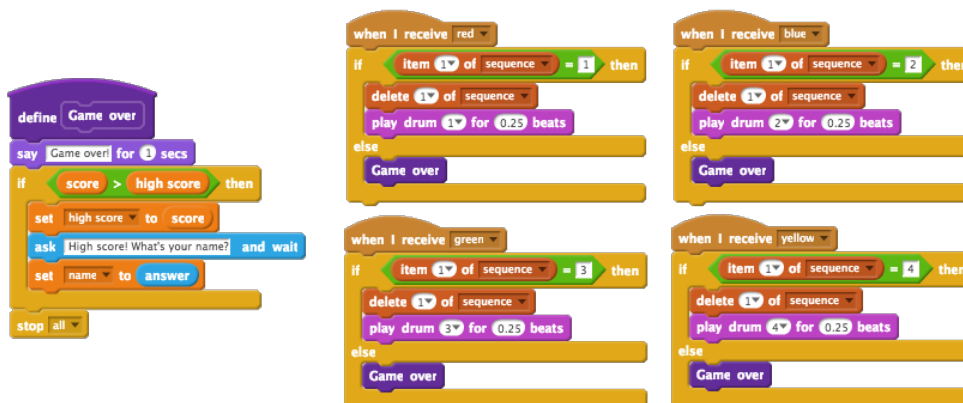 define Game over
say Game over! for 1 secs
if score > high score then
set high score to score
ask High score! What's your name? and wait
set name to answer
stop all
when I receive red
if item 1 of sequence = 1 then
delete 1 of sequence
play drum 1 for 0.25 beats
else
Game over
when I receive blue
if item 1 of sequence = 2 then
delete 1 of sequence
play drum 2 for 0.25 beats
else
Game over
when I receive green
if item 1 of sequence = 3 then
delete 1 of sequence
play drum 3 for 0.25 beats
else
Game over
when I receive yellow
if item 1 of sequence = 4 then
delete 1 of sequence
play drum 4 for 0.25 beats
else
Game over